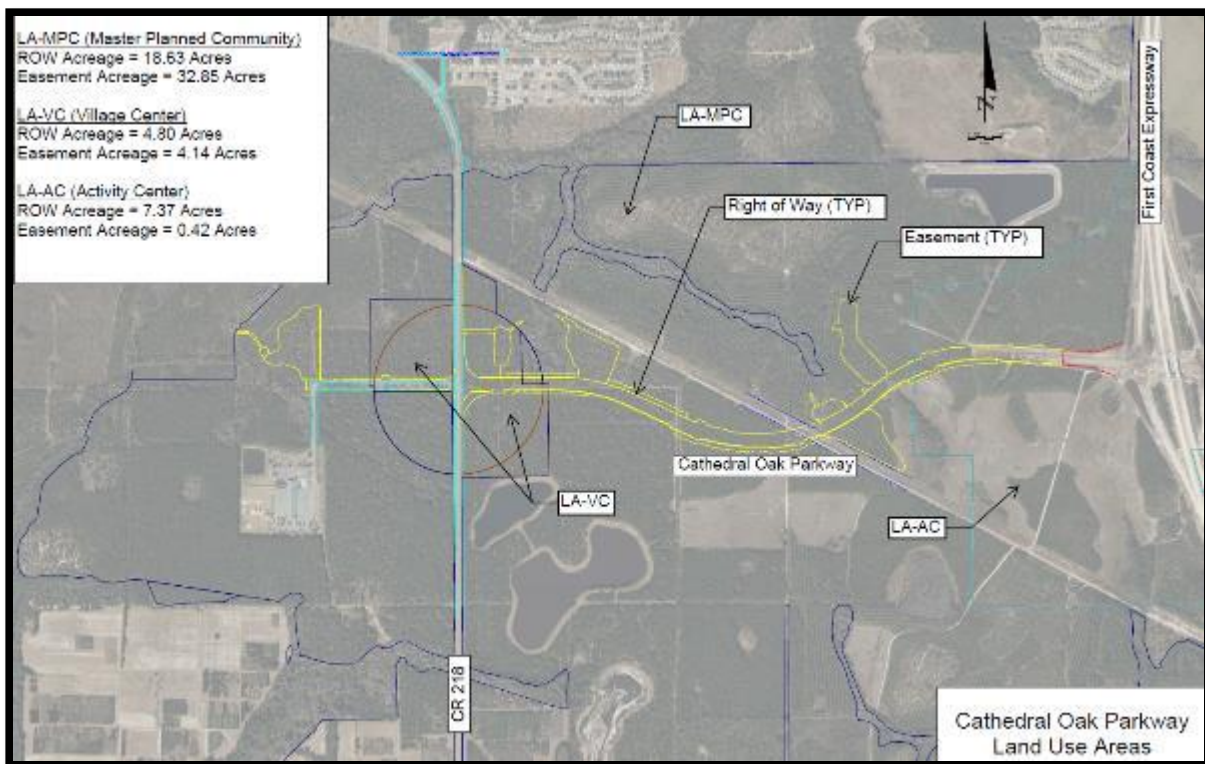 LA-MPC (Master Planned Community)
ROW Acreage = 18.63 Acres
Easement Acreage = 32.85 Acres
LA-VC (Village Center)
ROW Acreage = 4.80 Acres
Easement Acreage = 4.14 Acres
LA-AC (Activity Center)
ROW Acreage = 7.37 Acres
Easement Acreage = 0.42 Acres
LA-MPC
First Coast Expressway
Right of Way (TYP)
Easement (TYP)
Cathedral Oak Parkway
LA-VC
LA-AC
CR 218
Cathedral Oak Parkway
Land Use Areas